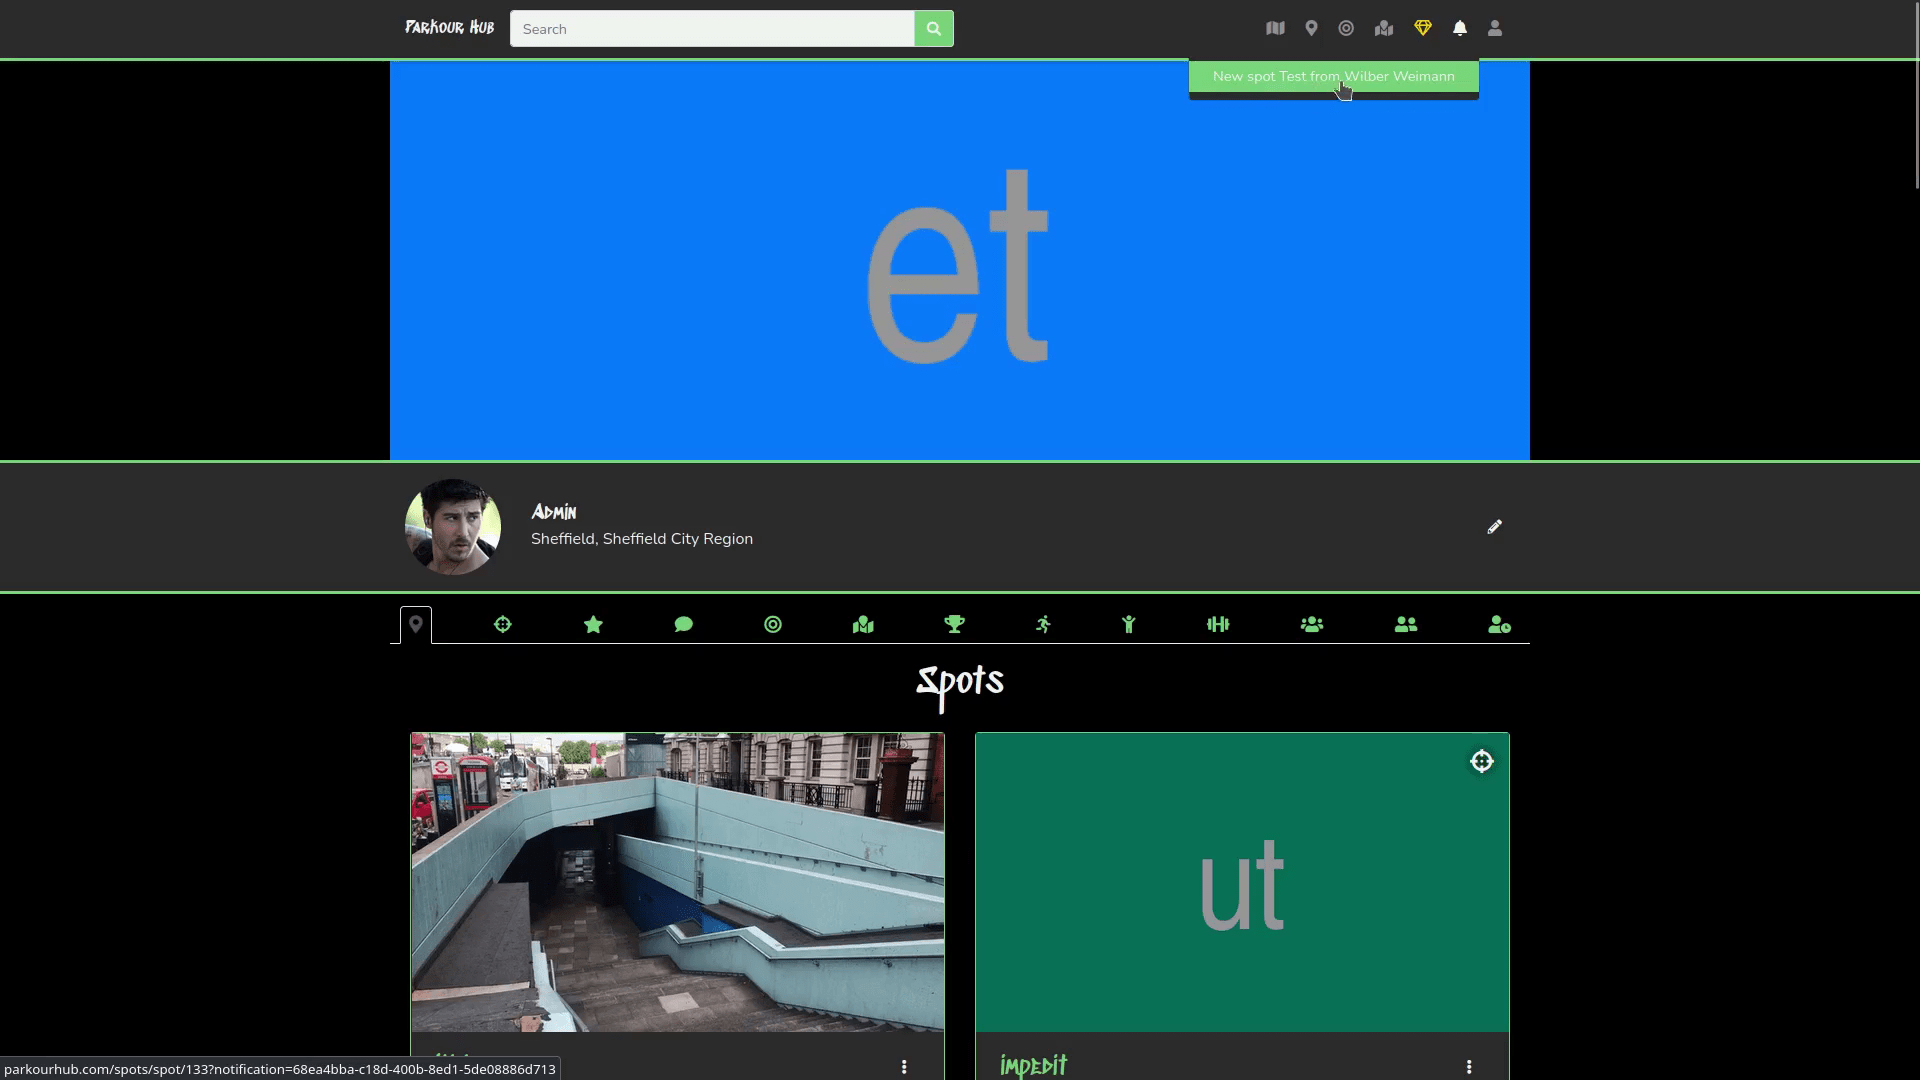 Parkour Hub
Search
New spot Test from Wilber Weimann
et
Admin
Sheffield, Sheffield City Region
Spots
ut
impedit
parkourhub.com/spots/spot/133?notification=68ea4bba-c18d-400b-8ed1-5de08886d713